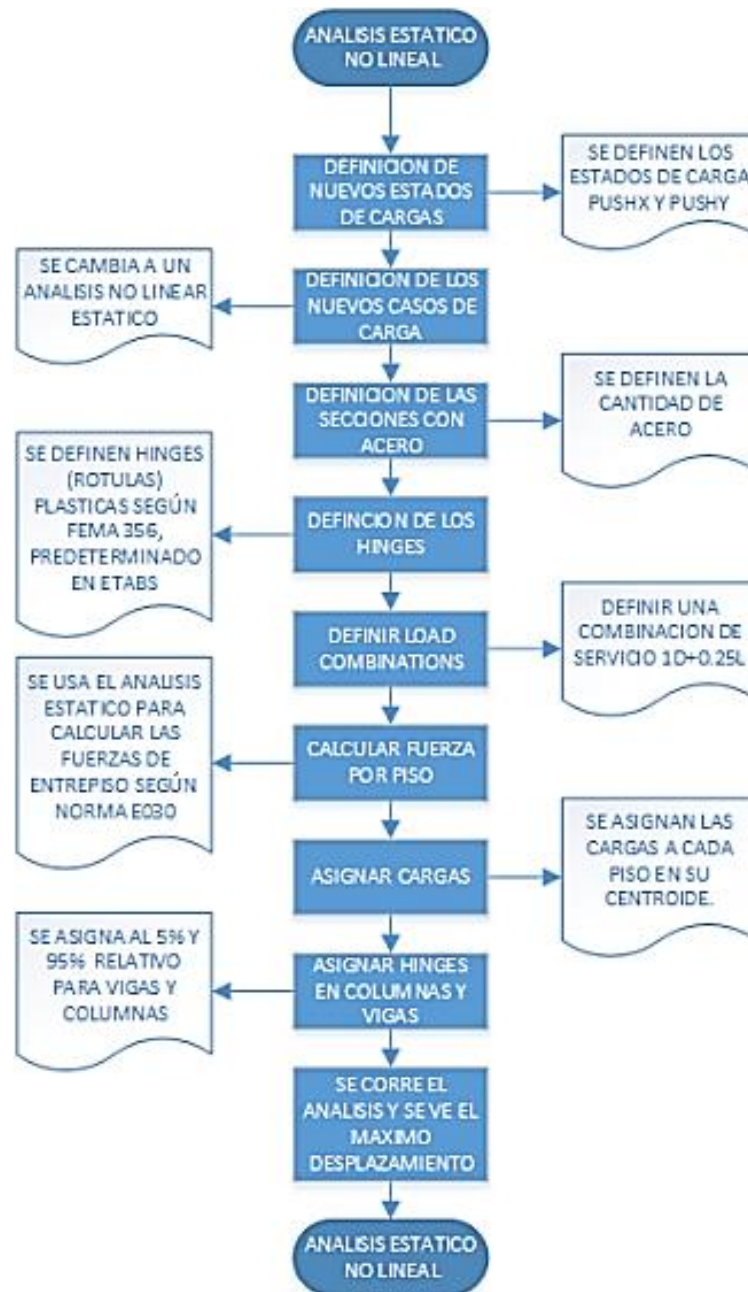 ANALISIS ESTATICO
NO LINEAL
DEFINICION DE
NUEVOS ESTADOS
DE CARGAS
SE DEFINEN LOS
ESTADOS DE CARGA
PUSHX Y PUSHY
SE CAMBIA A UN
ANALISIS NO LINEAR
ESTATICO
DEFINICION DE LOS
NUEVOS CASOS DE
CARGA
DEFINICION DE LAS
SECCIONES CON
ACERO
SE DEFINEN LA
CANTIDAD DE
ACERO
SE DEFINEN HINGES
(ROTULAS)
PLASTICAS SEGÚN
FEMA 356,
PREDETERMINADO
EN ETABS
DEFINCION DE LOS
HINGES
DEFINIR LOAD
COMBINATIONS
DEFINIR UNA
COMBINACION DE
SERVICIO 1D+0.25L
SE USA EL ANALISIS
ESTATICO PARA
CALCULAR LAS
FUERZAS DE
ENTREPISO SEGÚN
NORMA E030
CALCULAR FUERZA
POR PISO
ASIGNAR CARGAS
SE ASIGNAN LAS
CARGAS A CADA
PISO EN SU
CENTROIDE.
SE ASIGNA AL 5% Y
95% RELATIVO
PARA VIGAS Y
COLUMNAS
ASIGNAR HINGES
EN COLUMNAS Y
VIGAS
SE CORRE EL
ANALISIS Y SE VE EL
MAXIMO
DESPLAZAMIENTO
ANALISIS ESTATICO
NO LINEAL